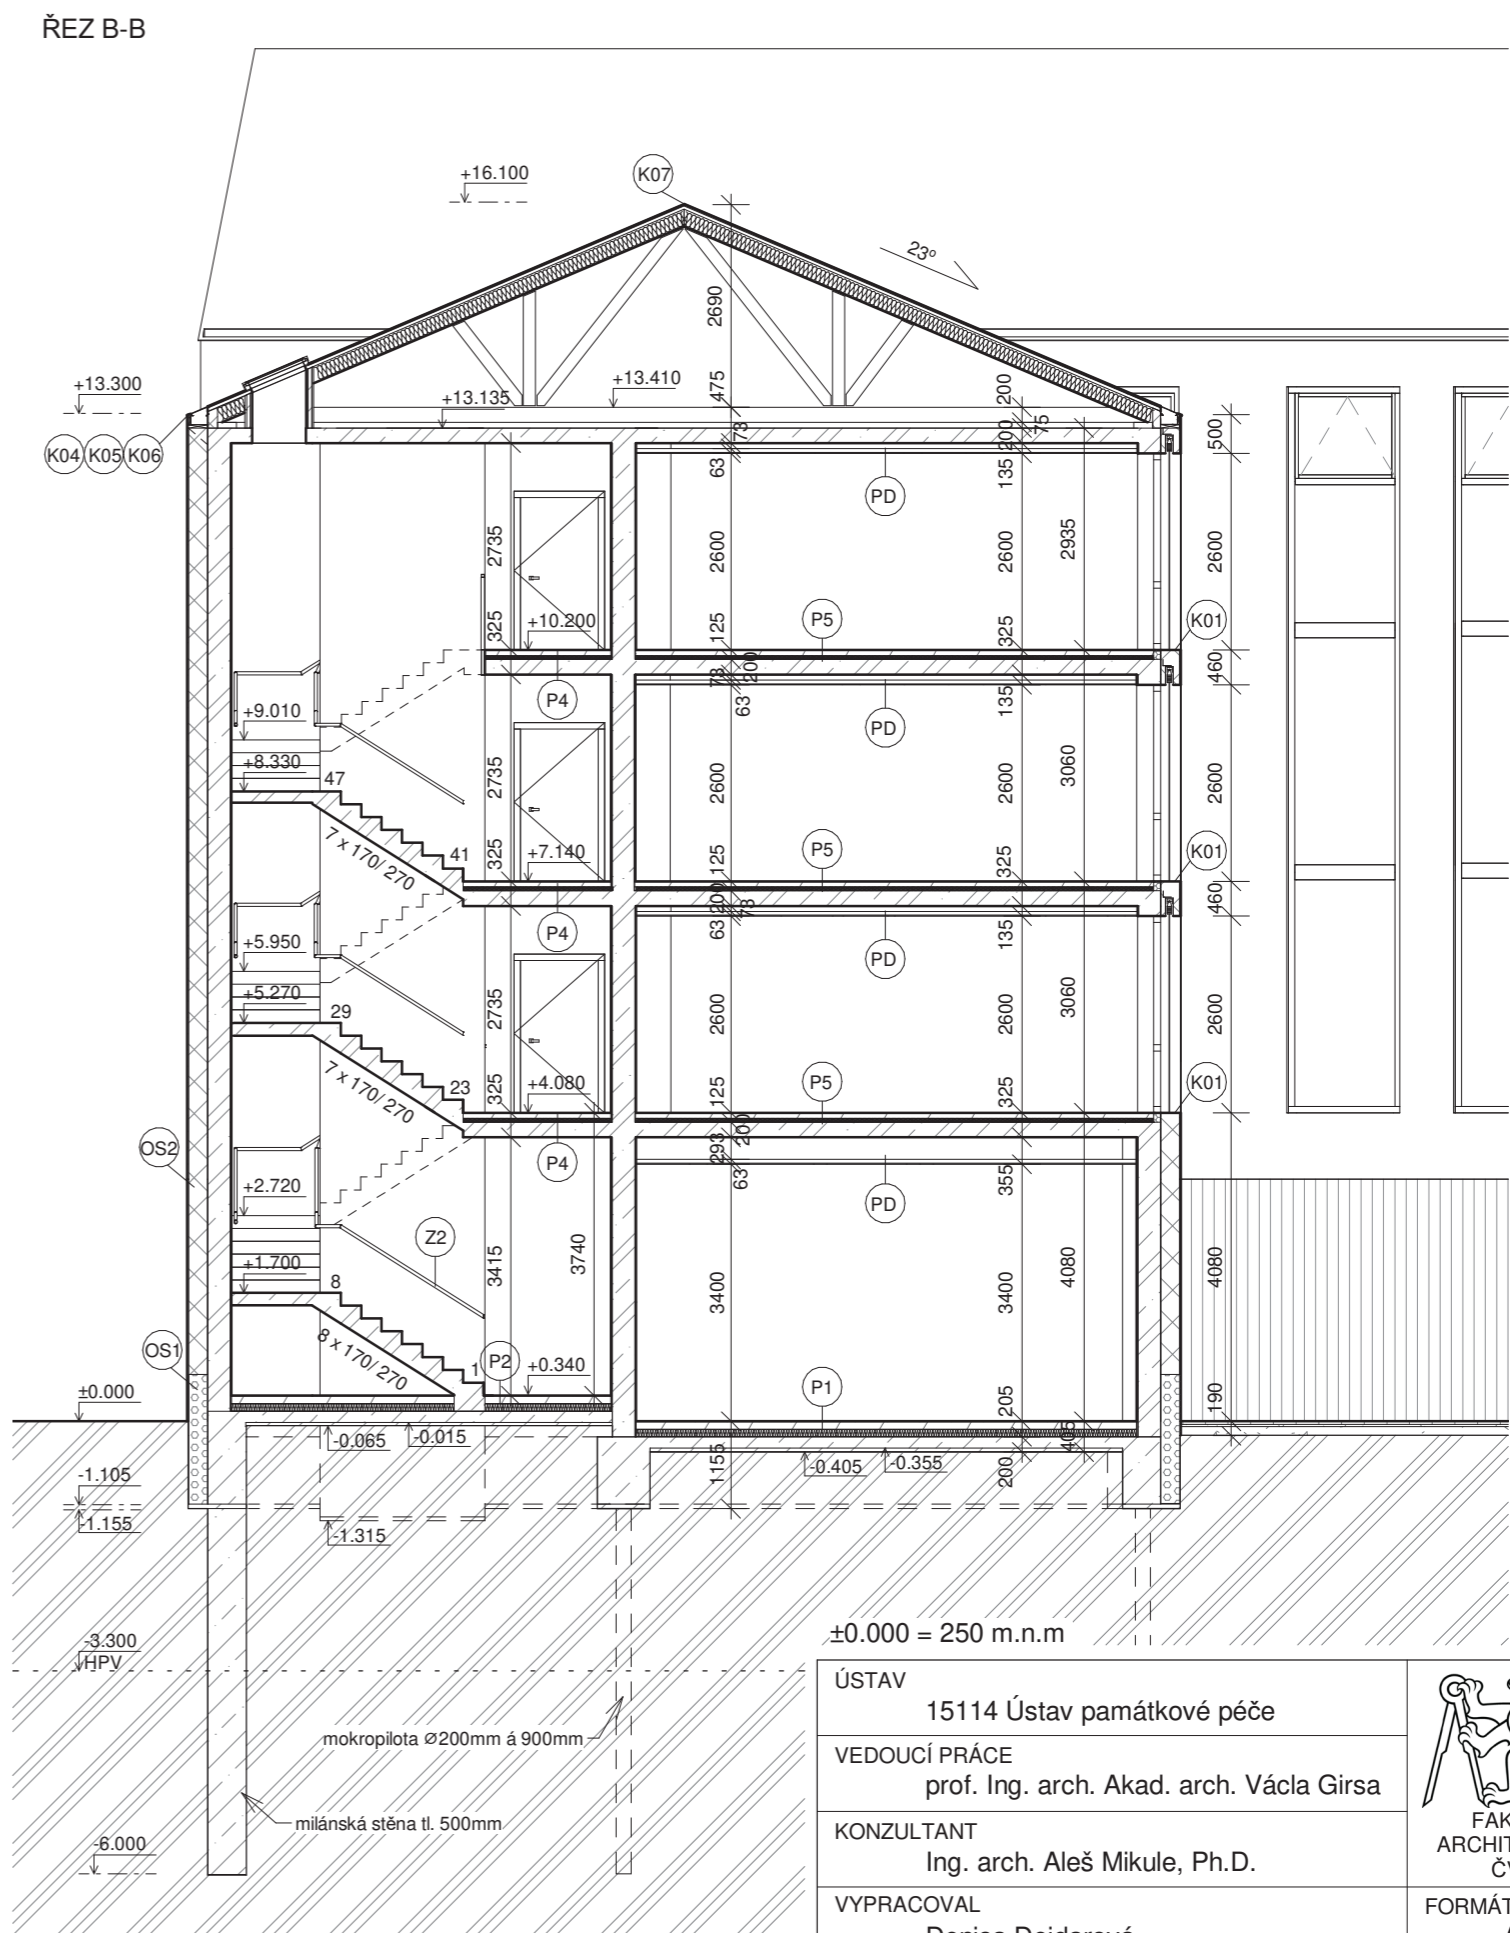 ŘEZ B-B
+16.100
K07
23º
2690
+13.300
+13.135
+13.410
475
200
75
K04
K05
K06
73
200
500
63
135
PD
2735
2600
2600
2935
2600
325
+10.200
125
P5
325
K01
P4
73
200
63
135
460
PD
+9.010
+8.330
47
2735
2600
2600
3060
2600
7 x 170/ 270
41
325
+7.140
125
P5
325
K01
P4
200
73
63
135
460
PD
+5.950
+5.270
29
2735
2600
2600
3060
2600
7 x 170/ 270
23
325
+4.080
125
P5
325
K01
OS2
P4
293
200
63
355
PD
+2.720
Z2
+1.700
8
3415
3740
3400
3400
4080
4080
OS1
8 x 170/ 270
1
P2
+0.340
P1
205
190
±0.000
-0.065
-0.015
-0.405
-0.355
405
1155
200
-1.105
-1.155
-1.315
±0.000 = 250 m.n.m
-3.300
HPV
mokropilota Ø200mm á 900mm
milánská stěna tl. 500mm
-6.000
ÚSTAV
15114 Ústav památkové péče
VEDOUCÍ PRÁCE
prof. Ing. arch. Akad. arch. Václa Girsa
KONZULTANT
Ing. arch. Aleš Mikule, Ph.D.
VYPRACOVAL
FAK
ARCHIT
FORMÁT